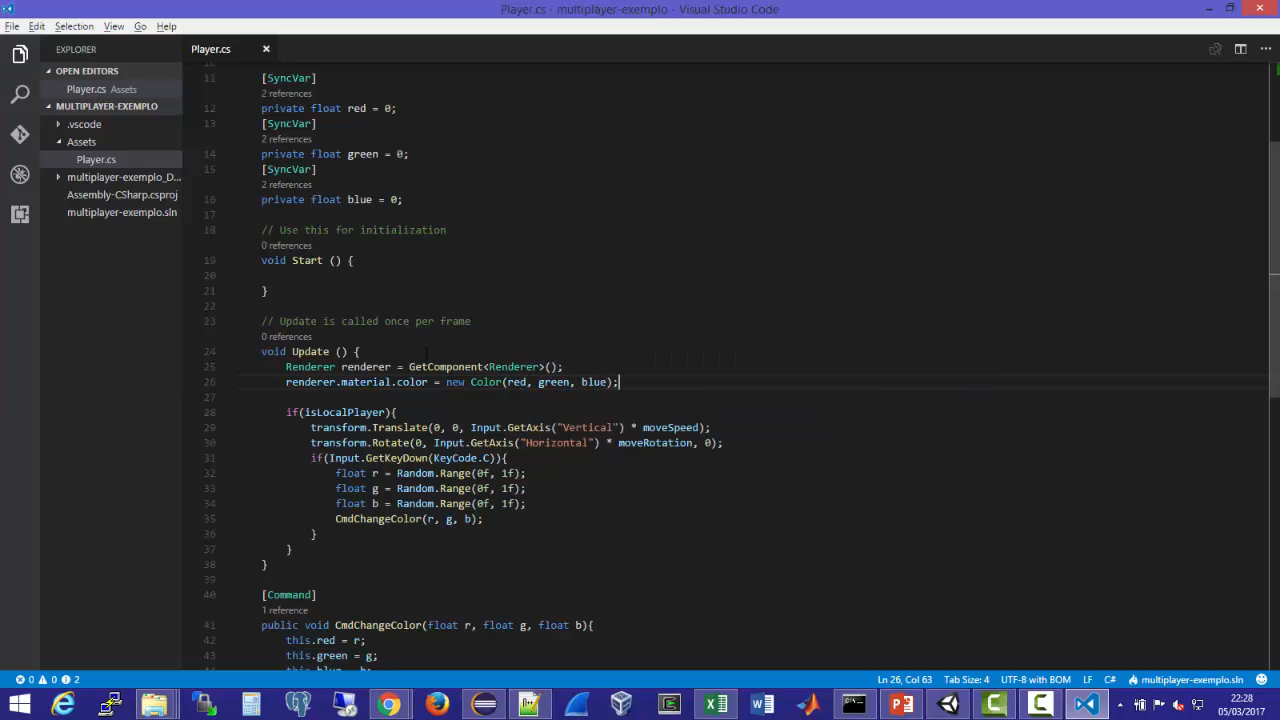 Player.cs - multiplayer-exemplo - Visual Studio Code
File Edit Selection View Go Help
EXPLORER
OPEN EDITORS
Player.cs Assets
MULTIPLAYER-EXEMPLO
.vscode
Assets
Player.cs
multiplayer-exemplo_D...
Assembly-CSharp.csproj
multiplayer-exemplo.sln
Player.cs
11 [SyncVar]
2 references
12 private float red = 0;
13 [SyncVar]
2 references
14 private float green = 0;
15 [SyncVar]
2 references
16 private float blue = 0;
17
18 // Use this for initialization
0 references
19 void Start () {
20
21 }
22
23 // Update is called once per frame
0 references
24 void Update () {
25 Renderer renderer = GetComponent<Renderer>();
26 renderer.material.color = new Color(red, green, blue);
27
28 if(isLocalPlayer){
29 transform.Translate(0, 0, Input.GetAxis("Vertical") * moveSpeed);
30 transform.Rotate(0, Input.GetAxis("Horizontal") * moveRotation, 0);
31 if(Input.GetKeyDown(KeyCode.C)){
32 float r = Random.Range(0f, 1f);
33 float g = Random.Range(0f, 1f);
34 float b = Random.Range(0f, 1f);
35 CmdChangeColor(r, g, b);
36 }
37 }
38 }
39
40 [Command]
1 reference
41 public void CmdChangeColor(float r, float g, float b){
42 this.red = r;
43 this.green = g;
0 0 2
Ln 26, Col 63 Tab Size: 4 UTF-8 with BOM LF C# multiplayer-exemplo.sln
22:28
05/03/2017